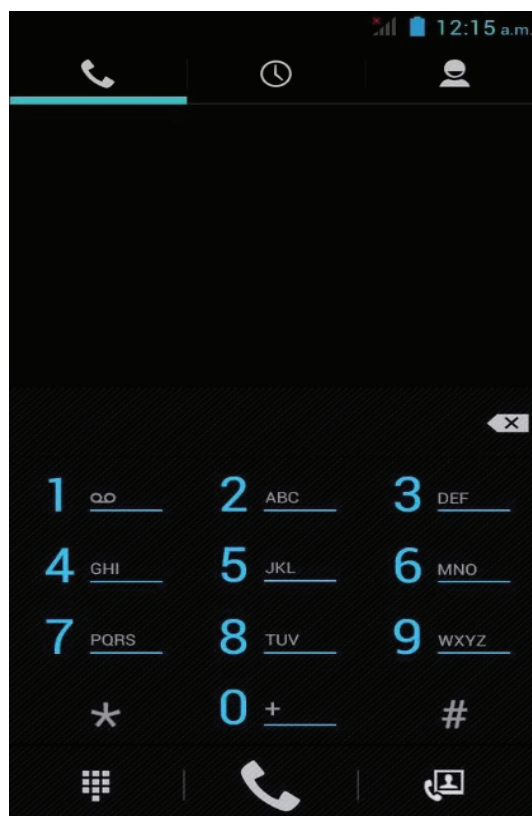 12:15 a.m.
1 2 ABC 3 DEF
4 GHI 5 JKL 6 MNO
7 PQRS 8 TUV 9 WXYZ
* 0 + #